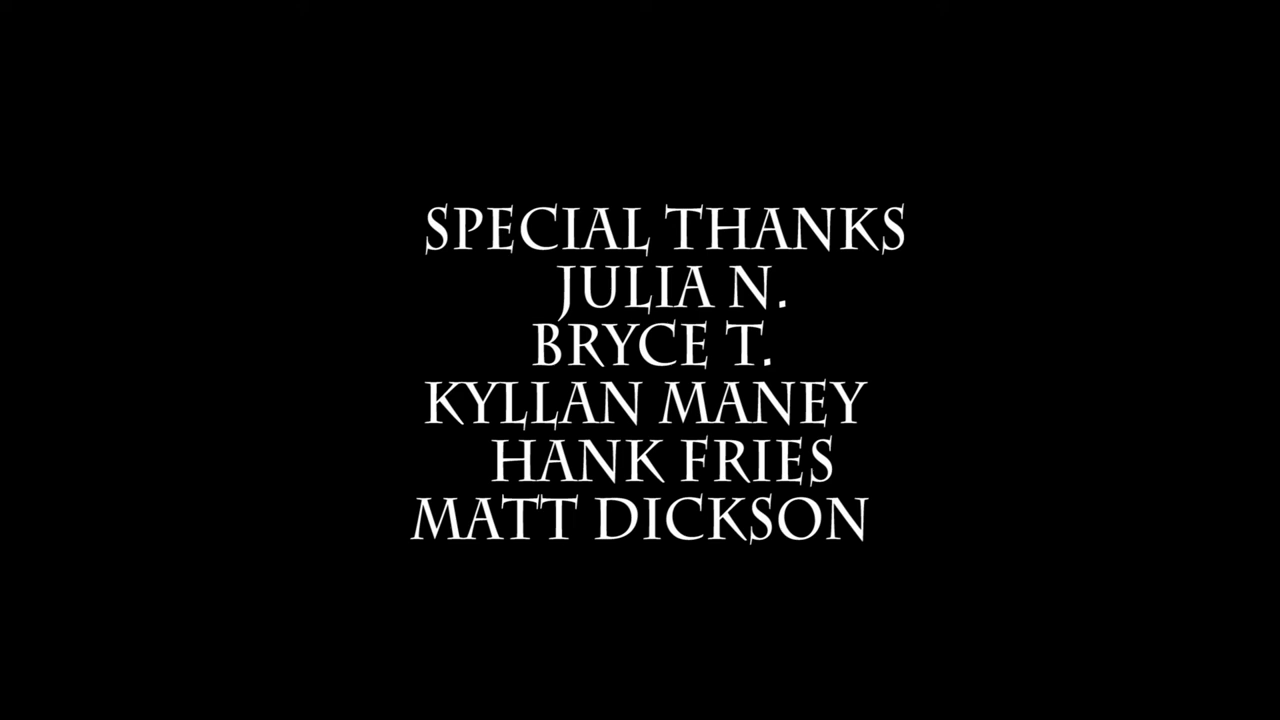 SPECIAL THANKS
JULIA N.
BRYCE T.
KYLLAN MANEY
HANK FRIES
MATT DICKSON